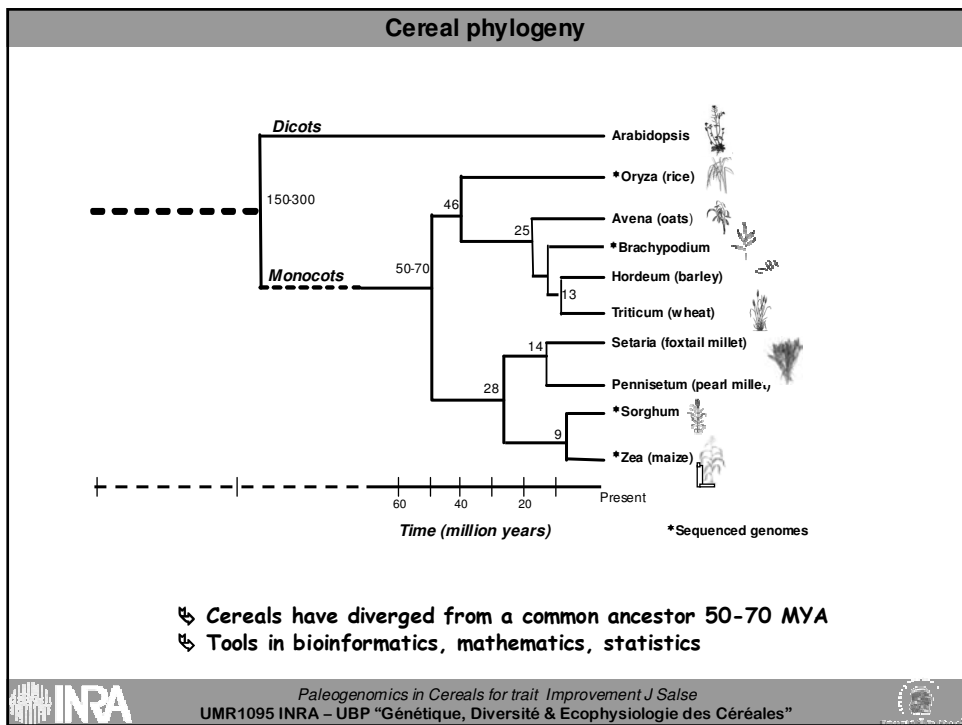 Cereal phylogeny
Dicots
Arabidopsis
*Oryza (rice)
150-300
46
Avena (oats)
25
*Brachypodium
Monocots
50-70
Hordeum (barley)
13
Triticum (wheat)
Setaria (foxtail millet)
14
Pennisetum (pearl millet)
28
*Sorghum
9
*Zea (maize)
Present
60 40 20
Time (million years)
*Sequenced genomes
Cereals have diverged from a common ancestor 50-70 MYA
Tools in bioinformatics, mathematics, statistics
INRA
Paleogenomics in Cereals for trait Improvement J Salse
UMR1095 INRA – UBP “Génétique, Diversité & Ecophysiologie des Céréales”